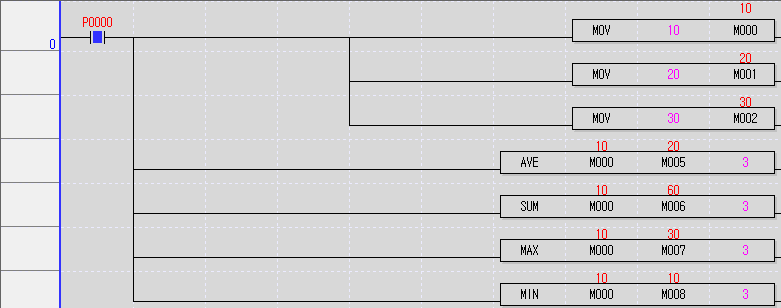 10
P0000
MOV 10 M000
0
20
MOV 20 M001
30
MOV 30 M002
10 20
AVE M000 M005 3
10 60
SUM M000 M006 3
10 30
MAX M000 M007 3
10 10
MIN M000 M008 3